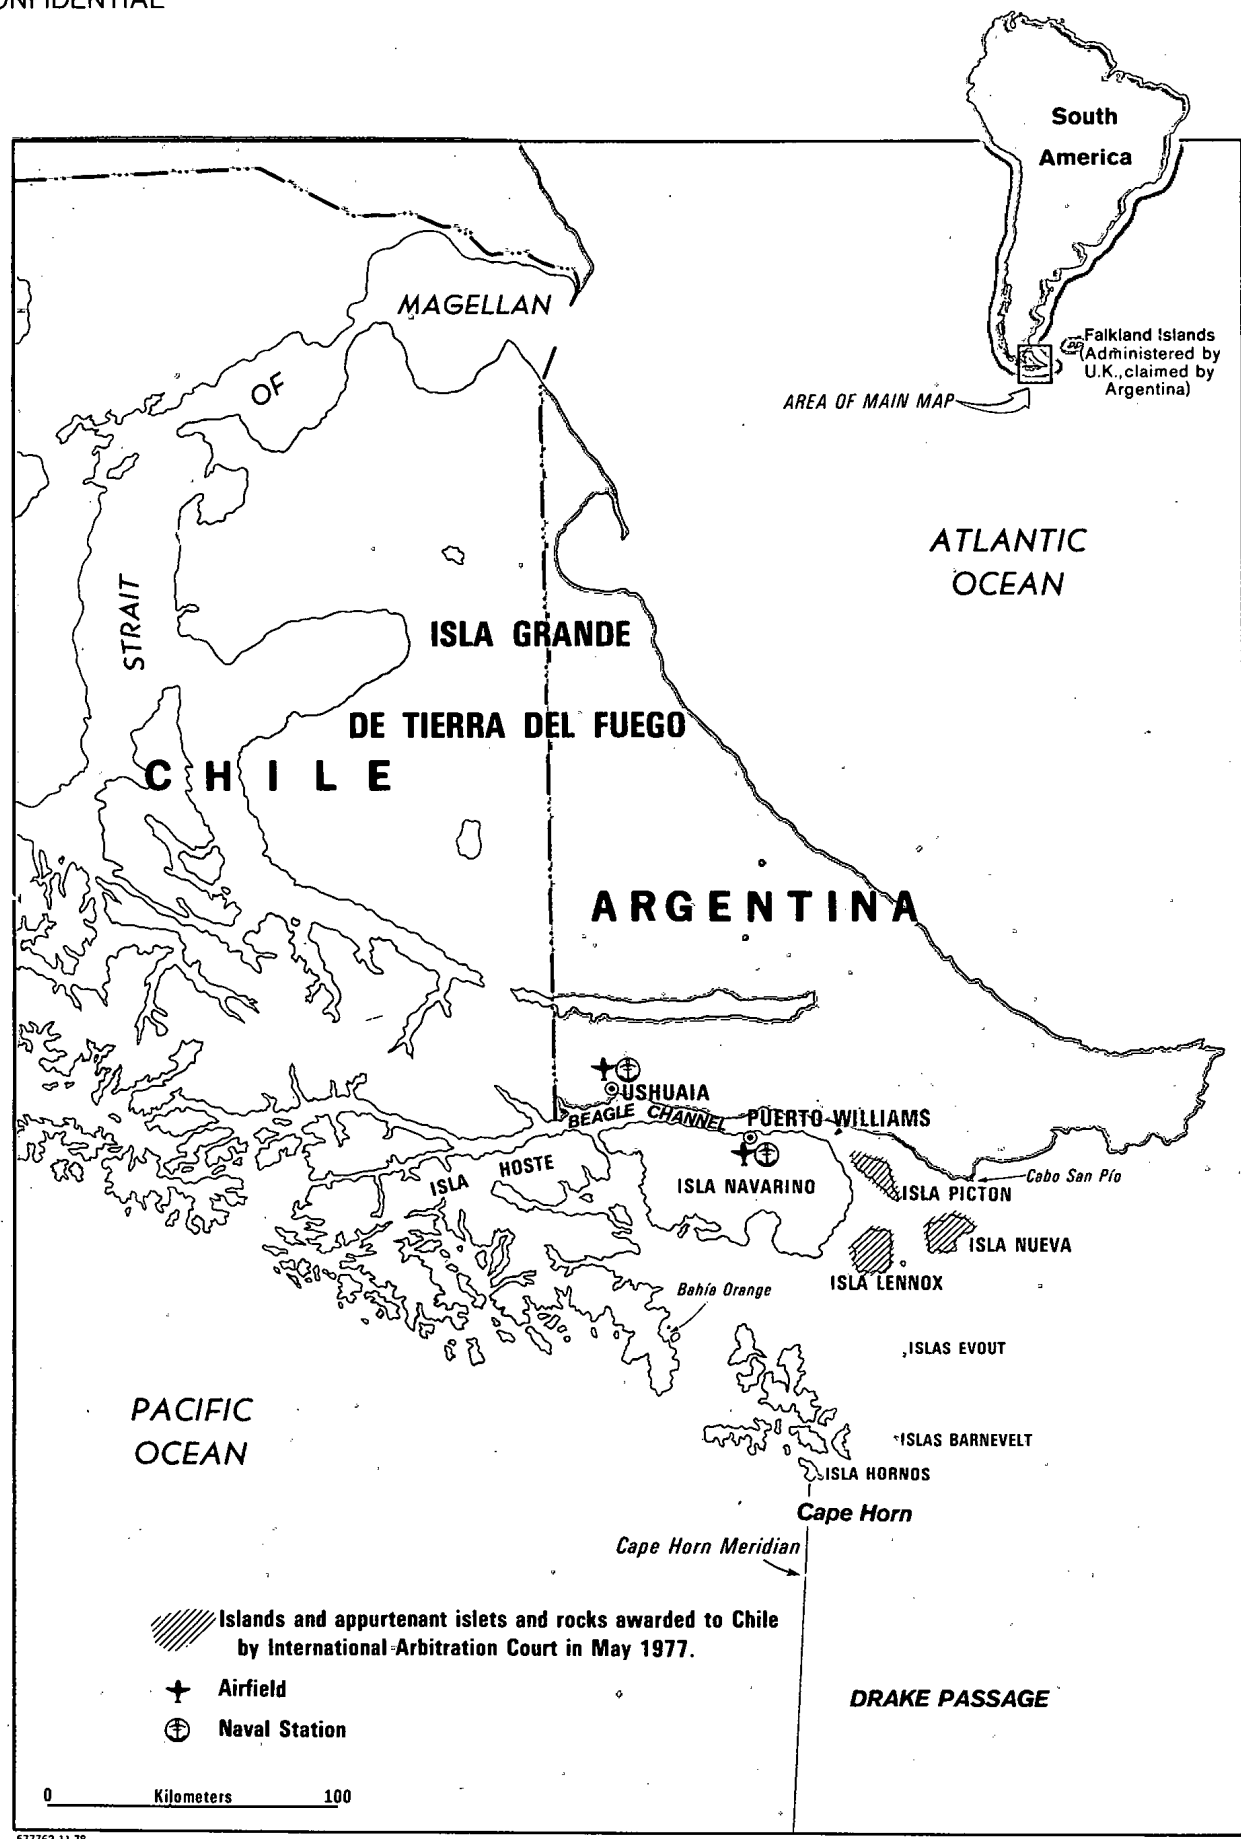 South
America
Falkland Islands
(Administered by
U.K., claimed by
Argentina)
AREA OF MAIN MAP
MAGELLAN
OF
STRAIT
ATLANTIC
OCEAN
ISLA GRANDE
DE TIERRA DEL FUEGO
CHILE
ARGENTINA
USHUAIA
BEAGLE CHANNEL
PUERTO WILLIAMS
ISLA HOSTE
ISLA NAVARINO
Cabo San Pío
ISLA PICTON
ISLA NUEVA
ISLA LENNOX
Bahía Orange
ISLAS EVOUT
PACIFIC
OCEAN
ISLAS BARNEVELT
ISLA HORNOS
Cape Horn
Cape Horn Meridian
Islands and appurtenant islets and rocks awarded to Chile
by International Arbitration Court in May 1977.
Airfield
Naval Station
DRAKE PASSAGE
0 Kilometers 100